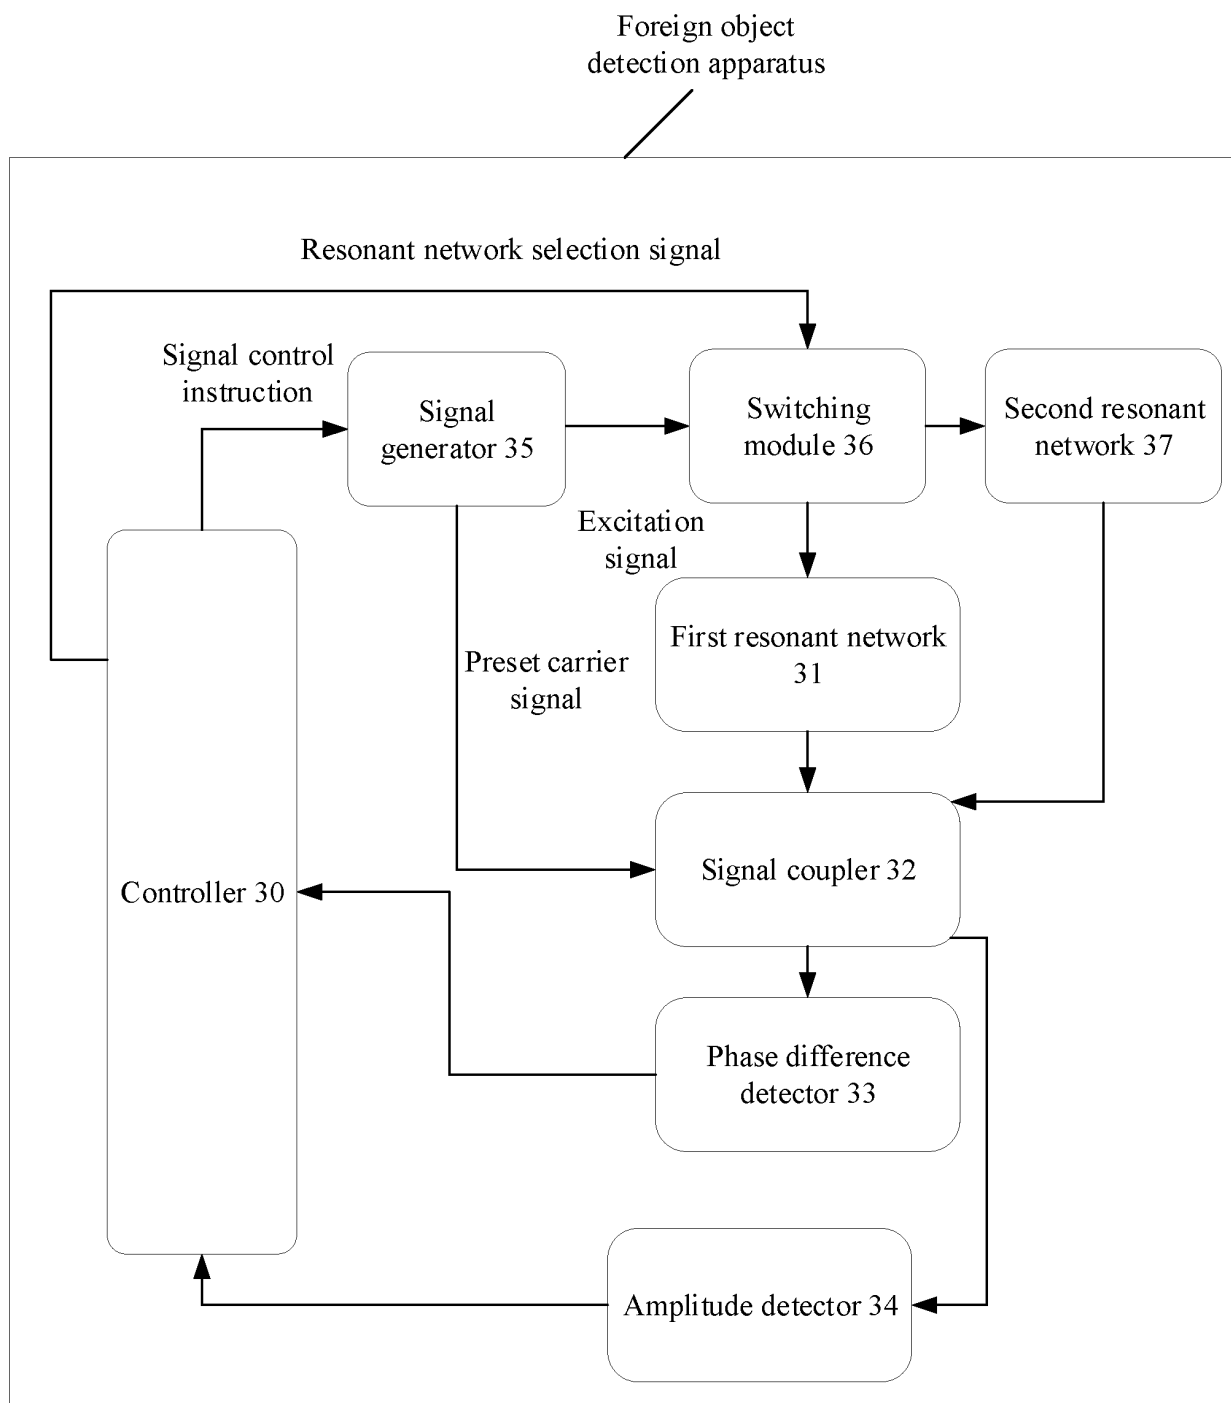 Foreign object
detection apparatus
Resonant network selection signal
Signal control
instruction
Signal
generator 35
Switching
module 36
Second resonant
network 37
Excitation
signal
First resonant network
31
Preset carrier
signal
Signal coupler 32
Controller 30
Phase difference
detector 33
Amplitude detector 34